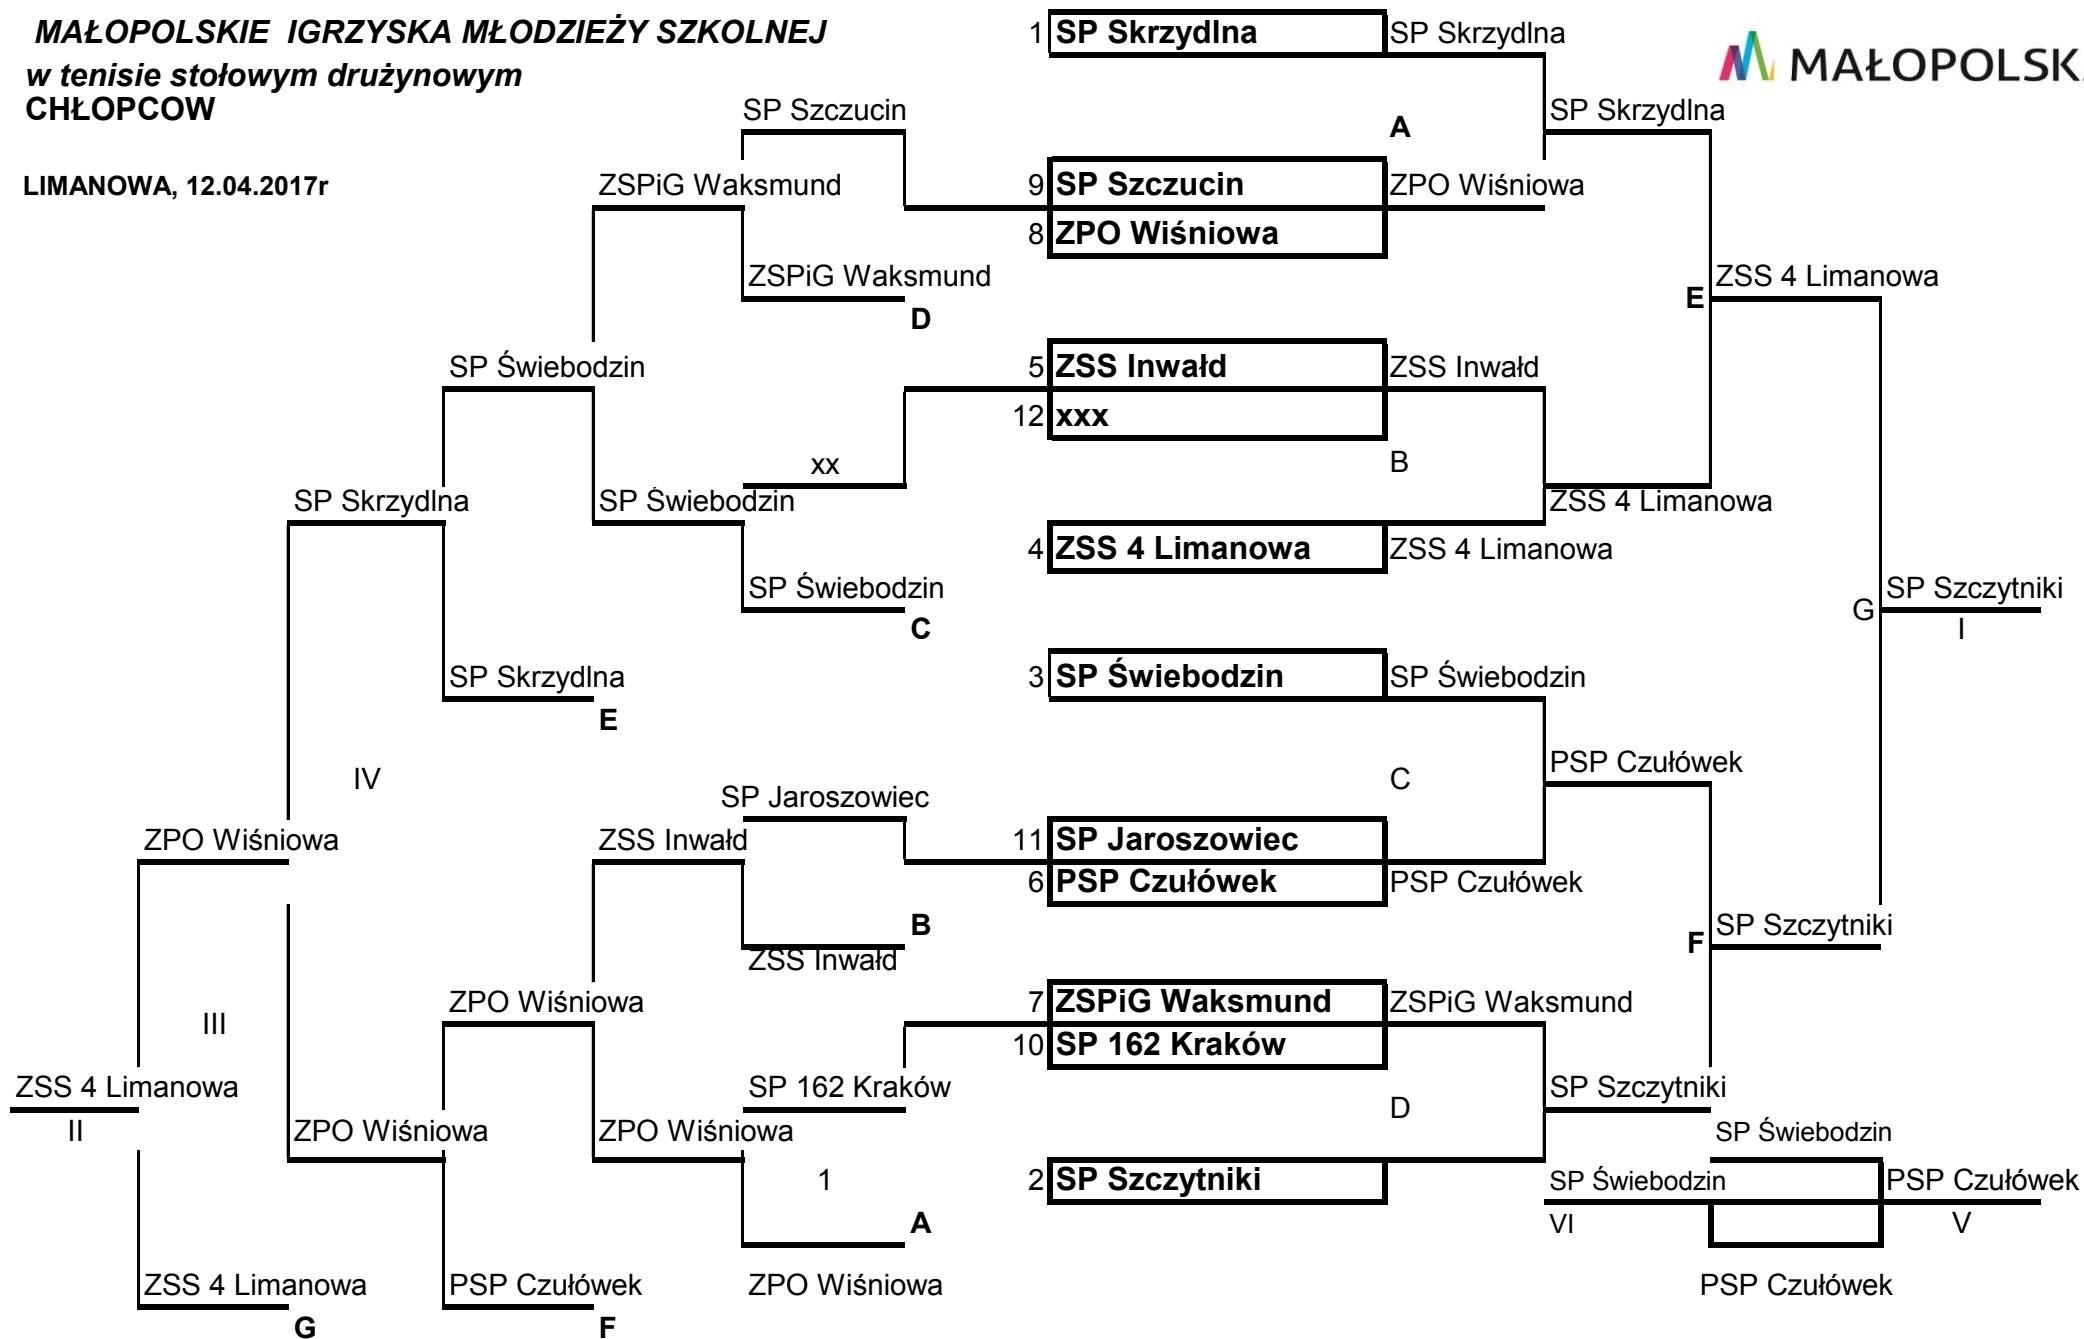 MAŁOPOLSKIE IGRZYSKA MŁODZIEŻY SZKOLNEJ
w tenisie stołowym drużynowym
CHŁOPCOW
LIMANOWA, 12.04.2017r
MAŁOPOLSK
1 SP Skrzydlna SP Skrzydlna
SP Szczucin A SP Skrzydlna
ZSPiG Waksmund 9 SP Szczucin ZPO Wiśniowa
8 ZPO Wiśniowa
ZSPiG Waksmund E ZSS 4 Limanowa
D
SP Świebodzin 5 ZSS Inwałd ZSS Inwałd
12 xxx
xx B
SP Skrzydlna SP Świebodzin ZSS 4 Limanowa
4 ZSS 4 Limanowa ZSS 4 Limanowa
SP Świebodzin G SP Szczytniki
C I
SP Skrzydlna 3 SP Świebodzin SP Świebodzin
E
IV C PSP Czułówek
SP Jaroszowiec
ZPO Wiśniowa ZSS Inwałd 11 SP Jaroszowiec
6 PSP Czułówek PSP Czułówek
B F SP Szczytniki
ZSS Inwałd
ZPO Wiśniowa 7 ZSPiG Waksmund ZSPiG Waksmund
III 10 SP 162 Kraków
ZSS 4 Limanowa SP 162 Kraków SP Szczytniki
II ZPO Wiśniowa ZPO Wiśniowa D SP Świebodzin
1 2 SP Szczytniki SP Świebodzin PSP Czułówek
A VI V
ZSS 4 Limanowa PSP Czułówek ZPO Wiśniowa PSP Czułówek
G F